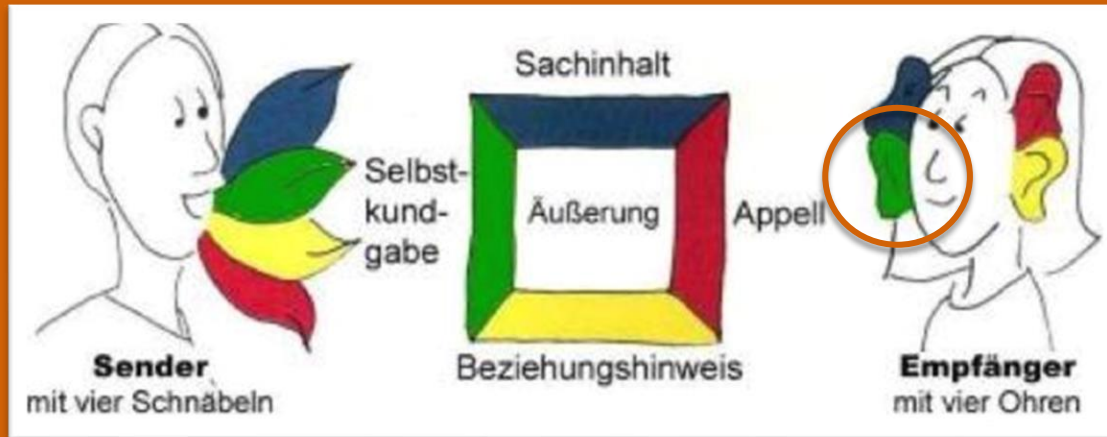 Sachinhalt
Selbst-
kund-
gabe
Äußerung
Appell
Beziehungshinweis
Sender
mit vier Schnäbeln
Empfänger
mit vier Ohren